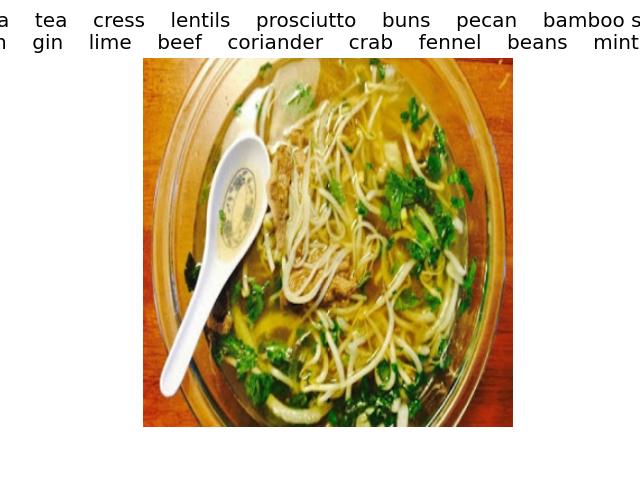 tea cress lentils prosciutto buns pecan bamboo
gin lime beef coriander crab fennel beans mint